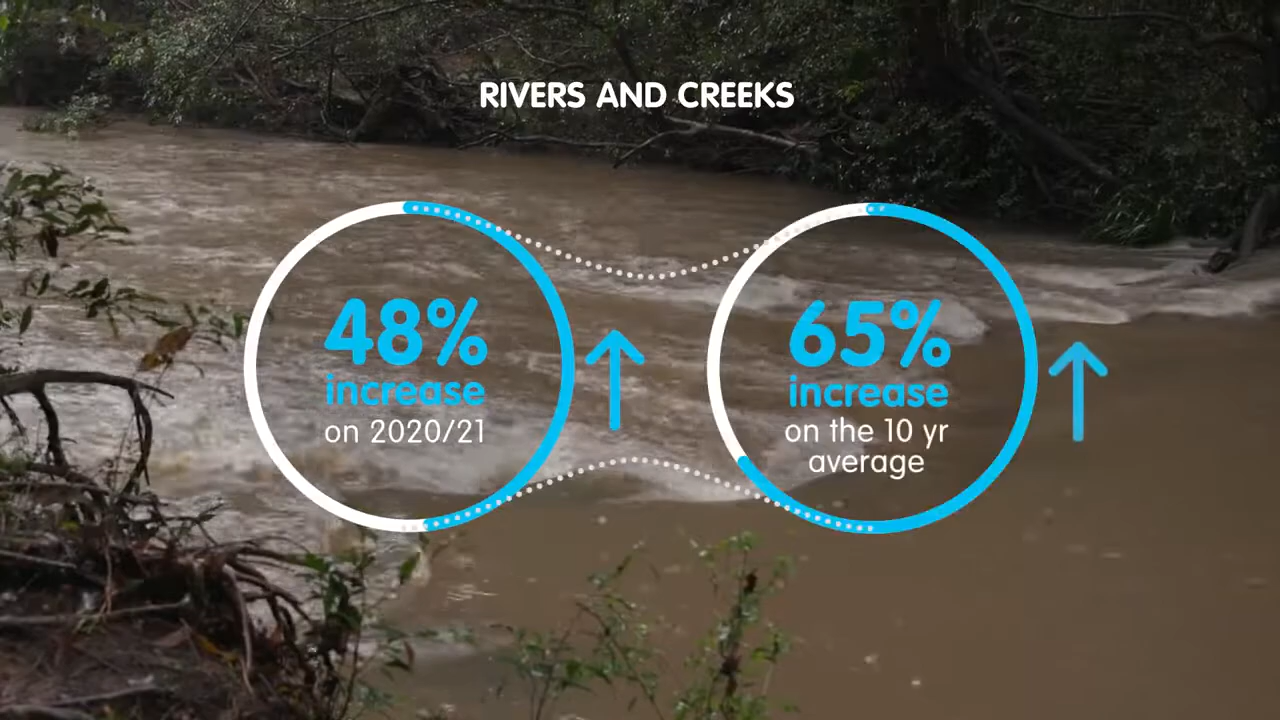 RIVERS AND CREEKS
48%
increase
on 2020/21
65%
increase
on the 10 yr
average